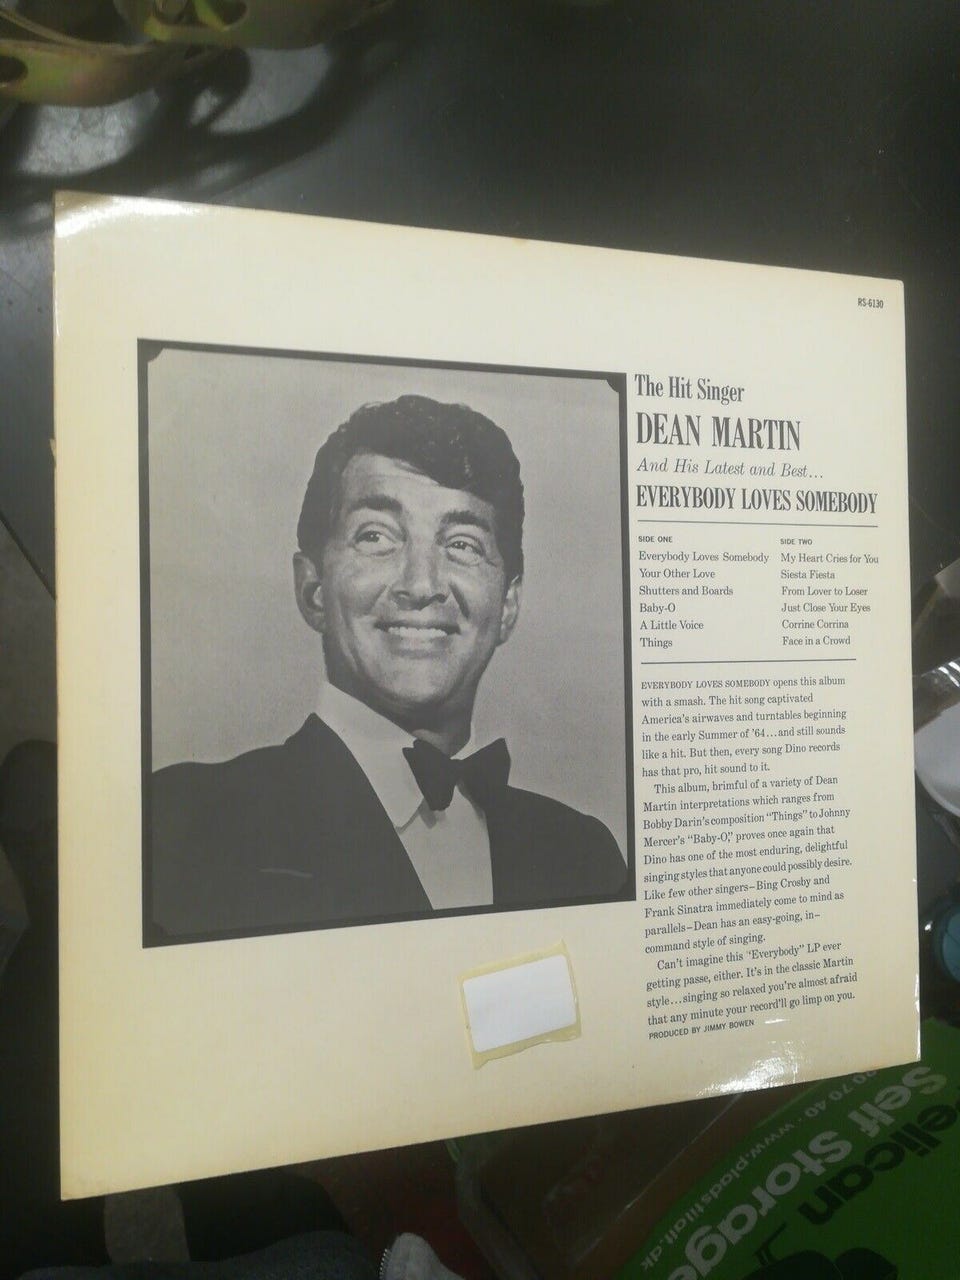 RS-6130
The Hit Singer
DEAN MARTIN
And His Latest and Best...
EVERYBODY LOVES SOMEBODY
SIDE ONE
Everybody Loves Somebody
Your Other Love
Shutters and Boards
Baby-O
A Little Voice
Things
SIDE TWO
My Heart Cries for You
Siesta Fiesta
From Lover to Loser
Just Close Your Eyes
Corrine Corrina
Face in a Crowd
EVERYBODY LOVES SOMEBODY opens this album
with a smash. The hit song captivated
America's airwaves and turntables beginning
in the early Summer of '64...and still sounds
like a hit. But then, every song Dino records
has that pro, hit sound to it.
This album, brimful of a variety of Dean
Martin interpretations which ranges from
Bobby Darin's composition "Things" to Johnny
Mercer's "Baby-O," proves once again that
Dino has one of the most enduring, delightful
singing styles that anyone could possibly desire.
Like few other singers–Bing Crosby and
Frank Sinatra immediately come to mind as
parallels–Dean has an easy-going, in–
command style of singing.
Can't imagine this "Everybody" LP ever
getting passe, either. It's in the classic Martin
style...singing so relaxed you're almost afraid
that any minute your record'll go limp on you.
PRODUCED BY JIMMY BOWEN
70 40 · www.pladstilalt.dk
Self Storage
elican